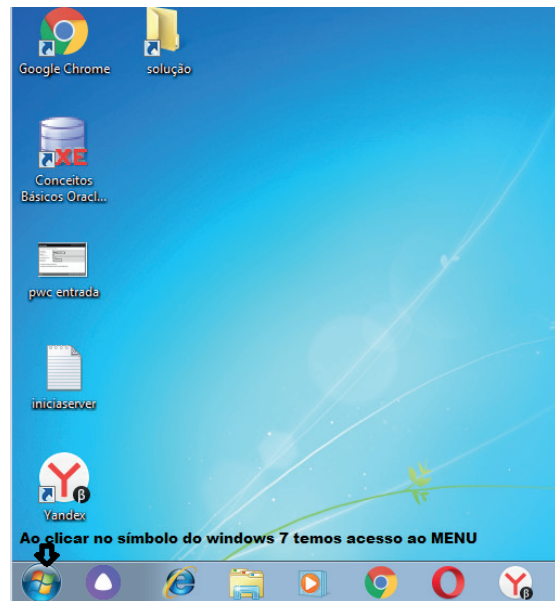 Google Chrome
solução
XE
Conceitos
Básicos Oracl...
pwc entrada
iniciaserver
β
Yandex
Ao clicar no símbolo do windows 7 temos acesso ao MENU
β